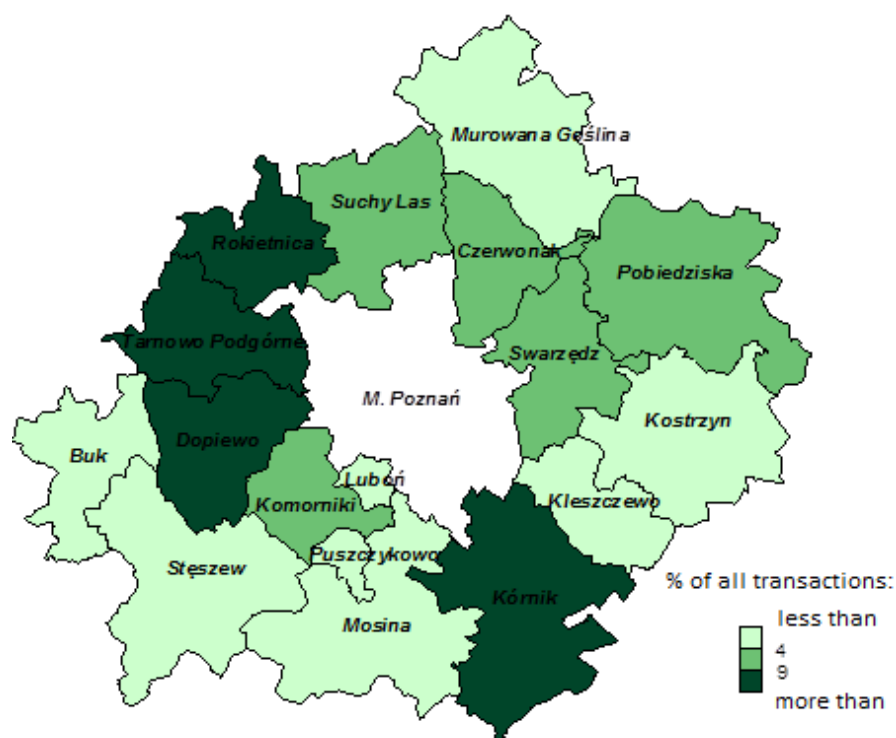 Murowana Goślina
Suchy Las
Rokietnica
Czerwonak
Pobiedziska
Tarnowo Podgórne
Swarzędz
M. Poznań
Kostrzyn
Dopiewo
Buk
Luboń
Komorniki
Kleszczewo
Puszczykowo
Stęszew
Kórnik
Mosina
% of all transactions:
less than
4
9
more than